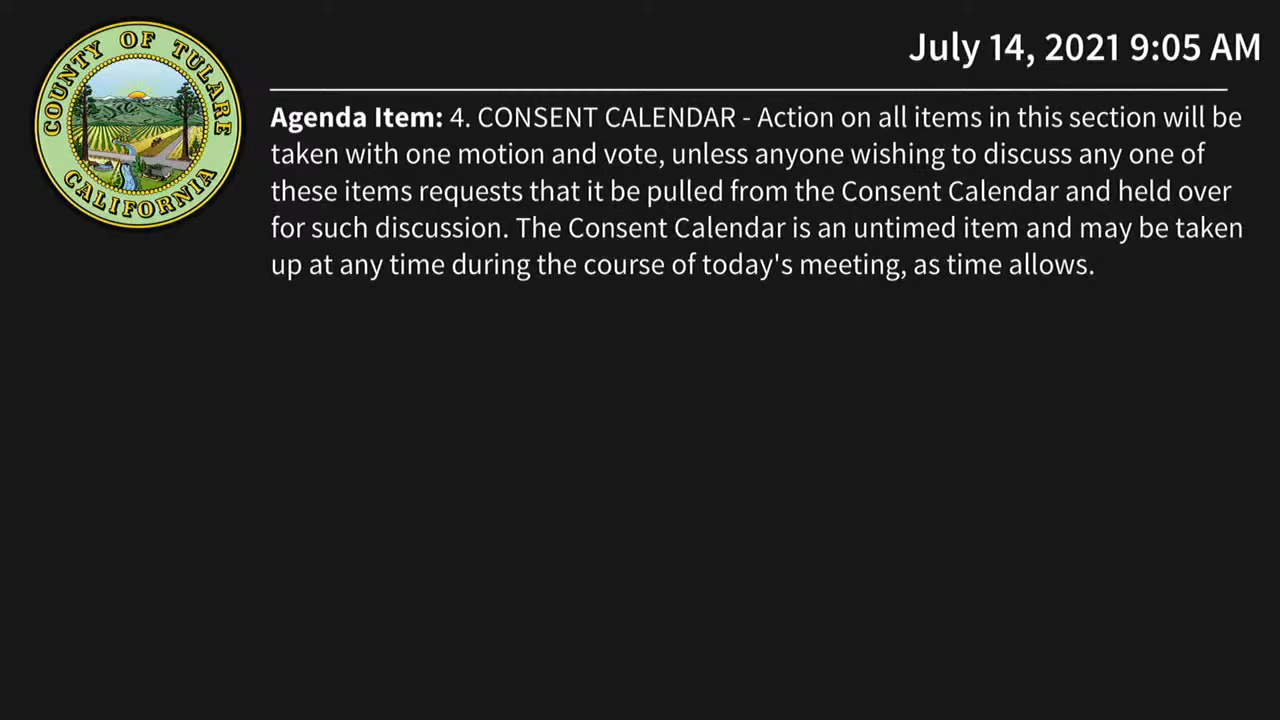 COUNTY OF TULARE
CALIFORNIA
July 14, 2021 9:05 AM
Agenda Item: 4. CONSENT CALENDAR - Action on all items in this section will be
taken with one motion and vote, unless anyone wishing to discuss any one of
these items requests that it be pulled from the Consent Calendar and held over
for such discussion. The Consent Calendar is an untimed item and may be taken
up at any time during the course of today's meeting, as time allows.